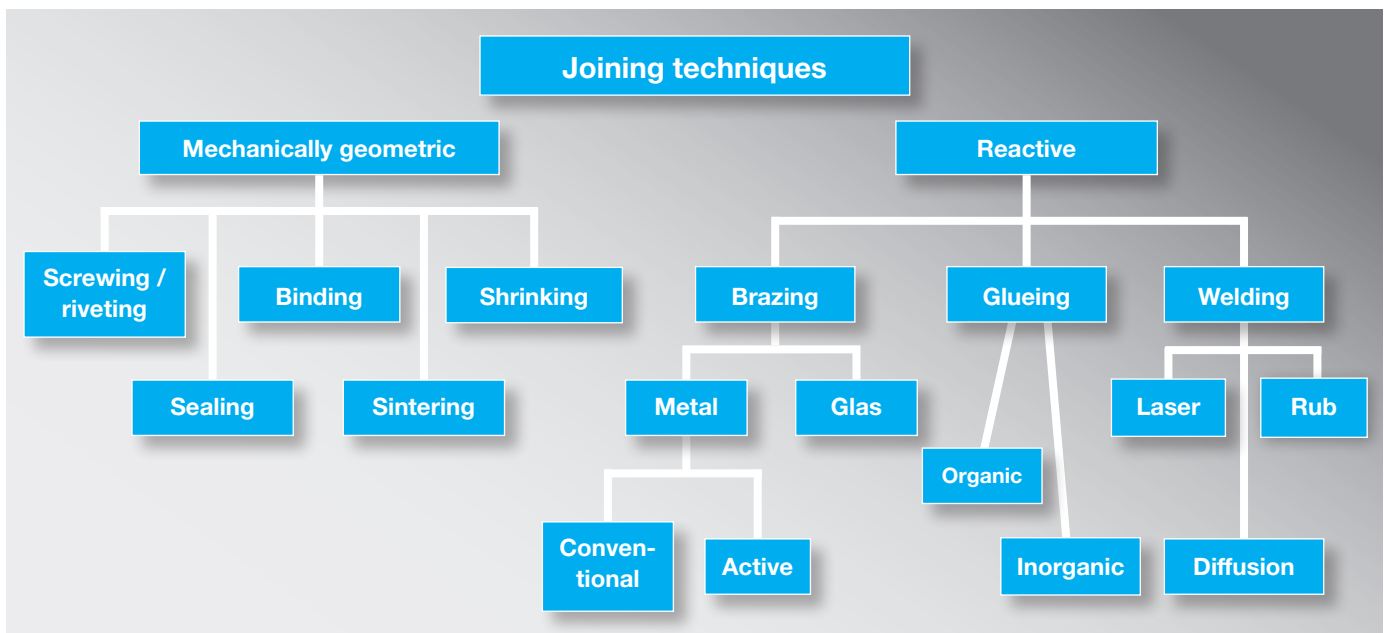 Joining techniques
Mechanically geometric
Reactive
Screwing /
riveting
Binding
Shrinking
Brazing
Glueing
Welding
Sealing
Sintering
Metal
Glas
Laser
Rub
Organic
Conven-
tional
Active
Inorganic
Diffusion